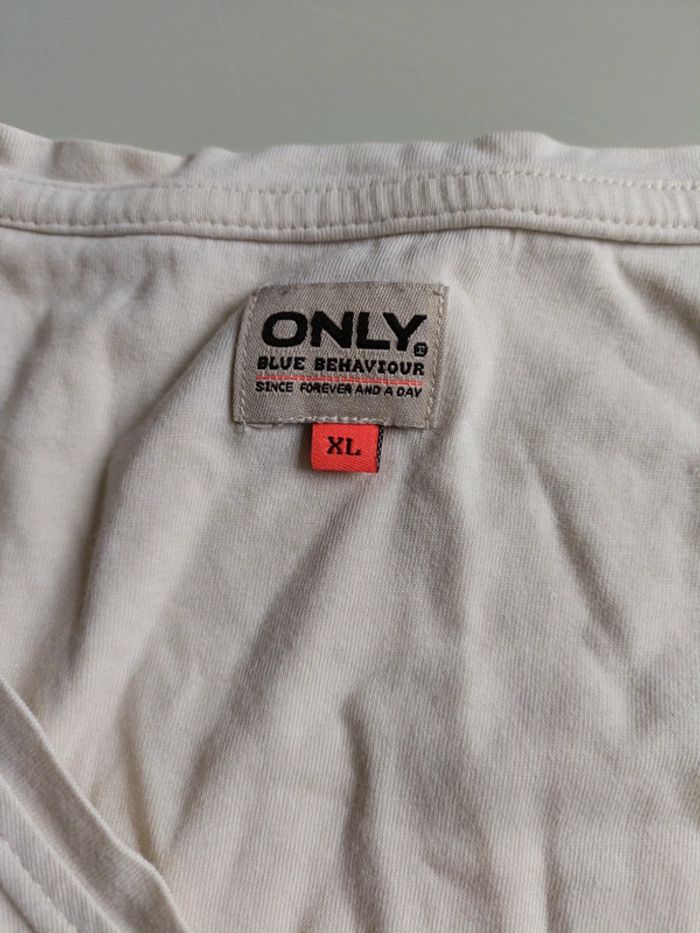 ONLY
BLUE BEHAVIOUR
SINCE FOREVER AND A DAY
XL